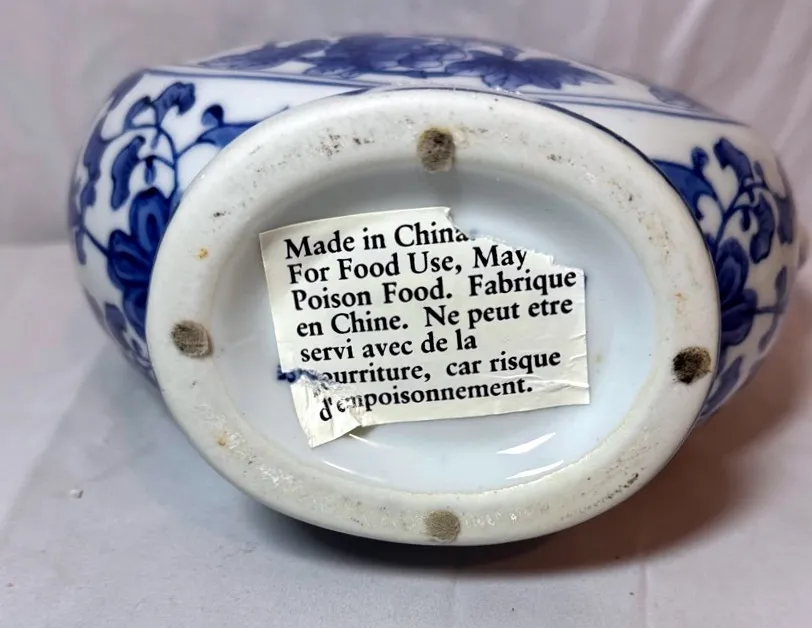 Made in China
For Food Use, May
Poison Food. Fabrique
en Chine. Ne peut etre
servi avec de la
ourriture, car risque
d'empoisonnement.